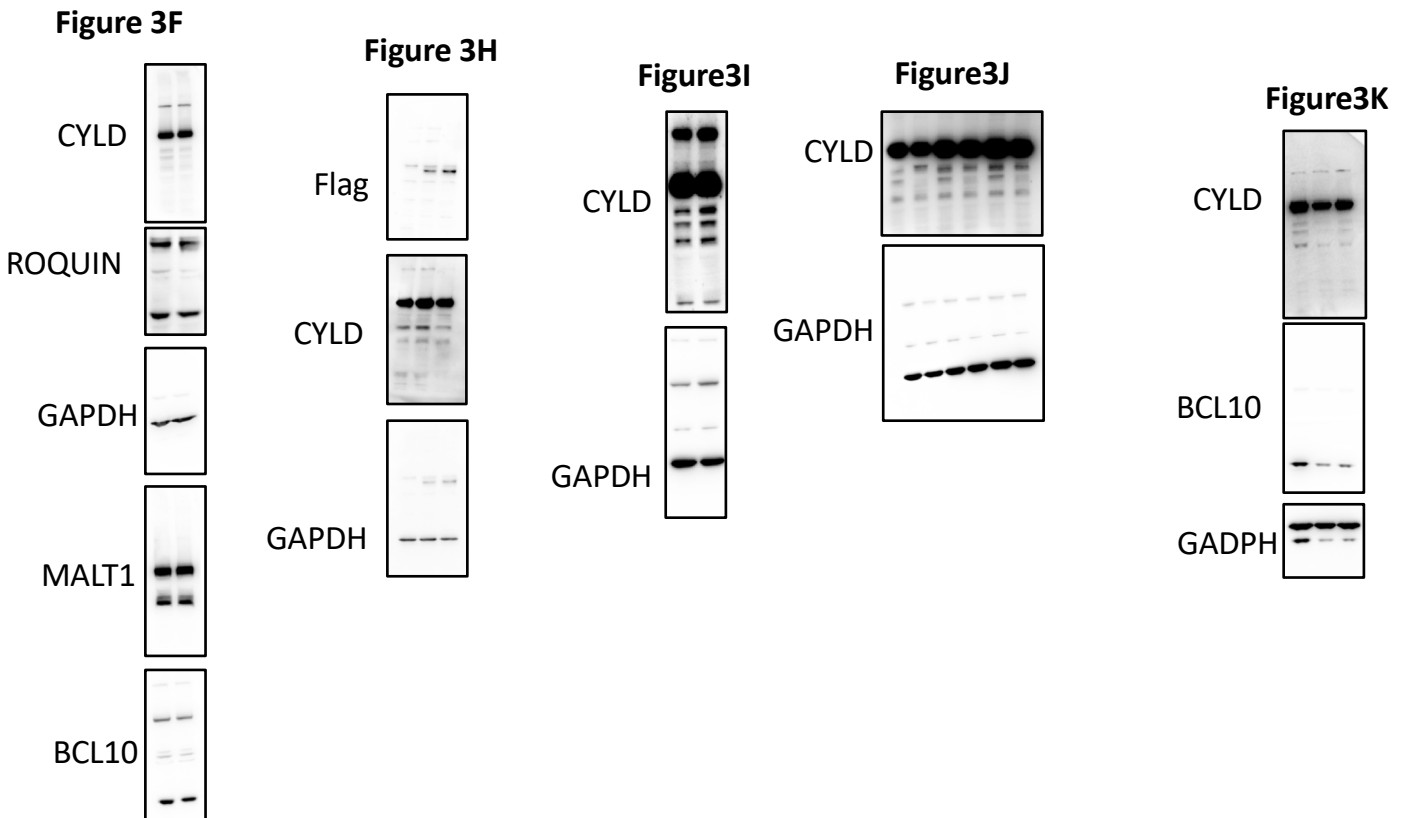 Figure 3F
CYLD
ROQUIN
GAPDH
MALT1
BCL10
Figure 3H
Flag
CYLD
GAPDH
Figure3I
CYLD
GAPDH
Figure3J
CYLD
GAPDH
Figure3K
CYLD
BCL10
GADPH